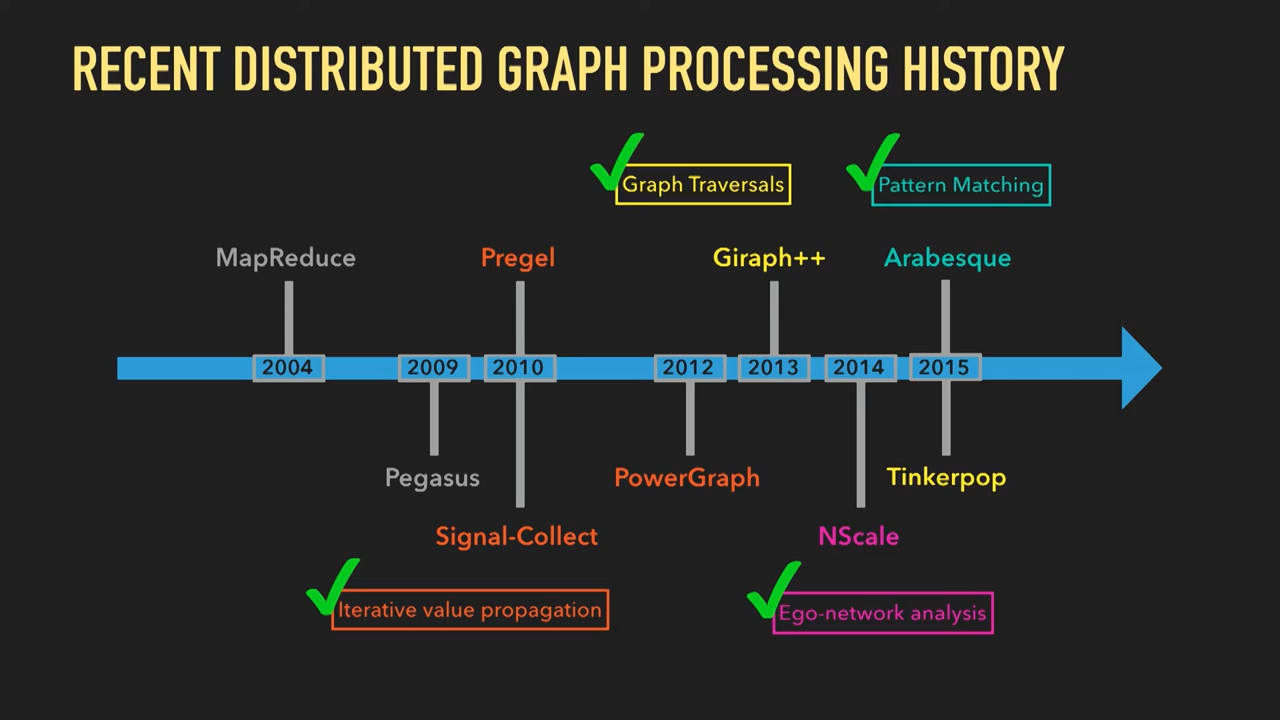 RECENT DISTRIBUTED GRAPH PROCESSING HISTORY
Graph Traversals
Pattern Matching
MapReduce
Pregel
Giraph++
Arabesque
2004
2009
2010
2012
2013
2014
2015
Pegasus
PowerGraph
Tinkerpop
Signal-Collect
NScale
Iterative value propagation
Ego-network analysis